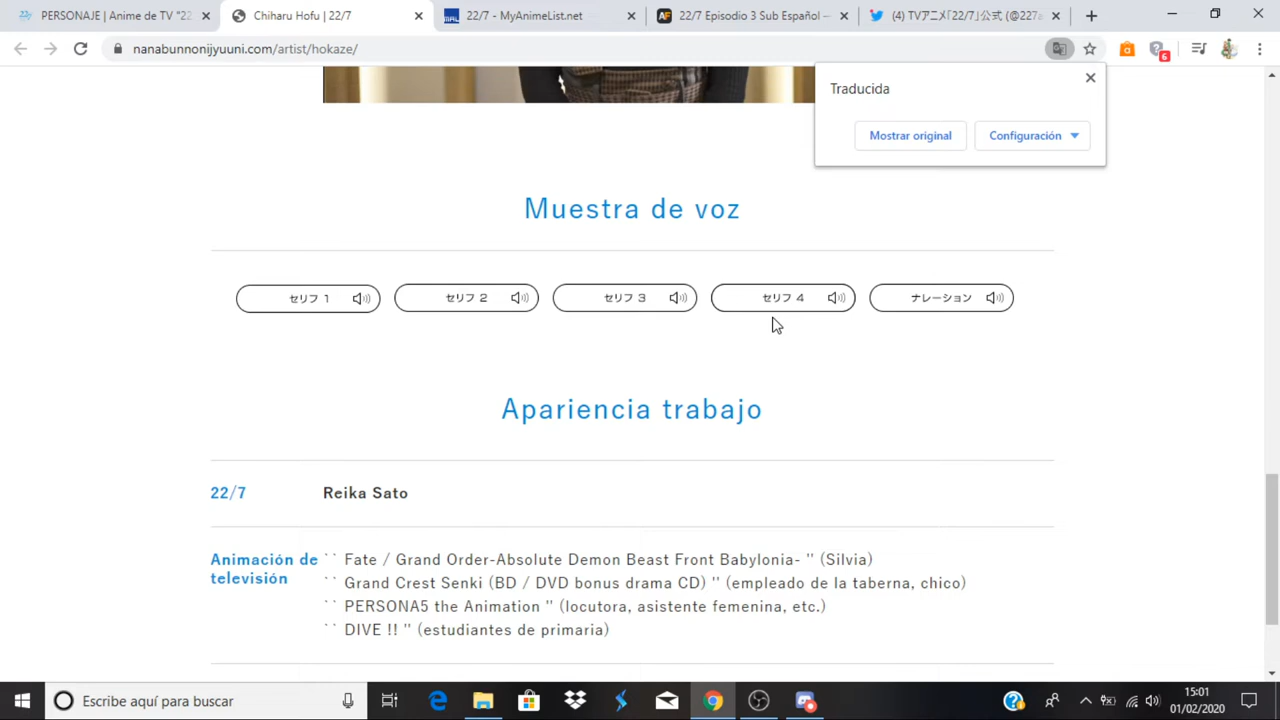 PERSONAJE | Anime de TV "22
Chiharu Hofu | 22/7
MAL 22/7 - MyAnimeList.net
AF 22/7 Episodio 3 Sub Español —
(4) TVアニメ「22/7」公式 (@227a
nanabunnonijyuuni.com/artist/hokaze/
6
Traducida
Mostrar original
Configuración
Muestra de voz
セリフ 1
セリフ 2
セリフ 3
セリフ 4
ナレーション
Apariencia trabajo
22/7 Reika Sato
Animación de televisión
`` Fate / Grand Order-Absolute Demon Beast Front Babylonia- '' (Silvia)
`` Grand Crest Senki (BD / DVD bonus drama CD) '' (empleado de la taberna, chico)
`` PERSONA5 the Animation '' (locutora, asistente femenina, etc.)
`` DIVE !! '' (estudiantes de primaria)
Escribe aquí para buscar
15:01
01/02/2020